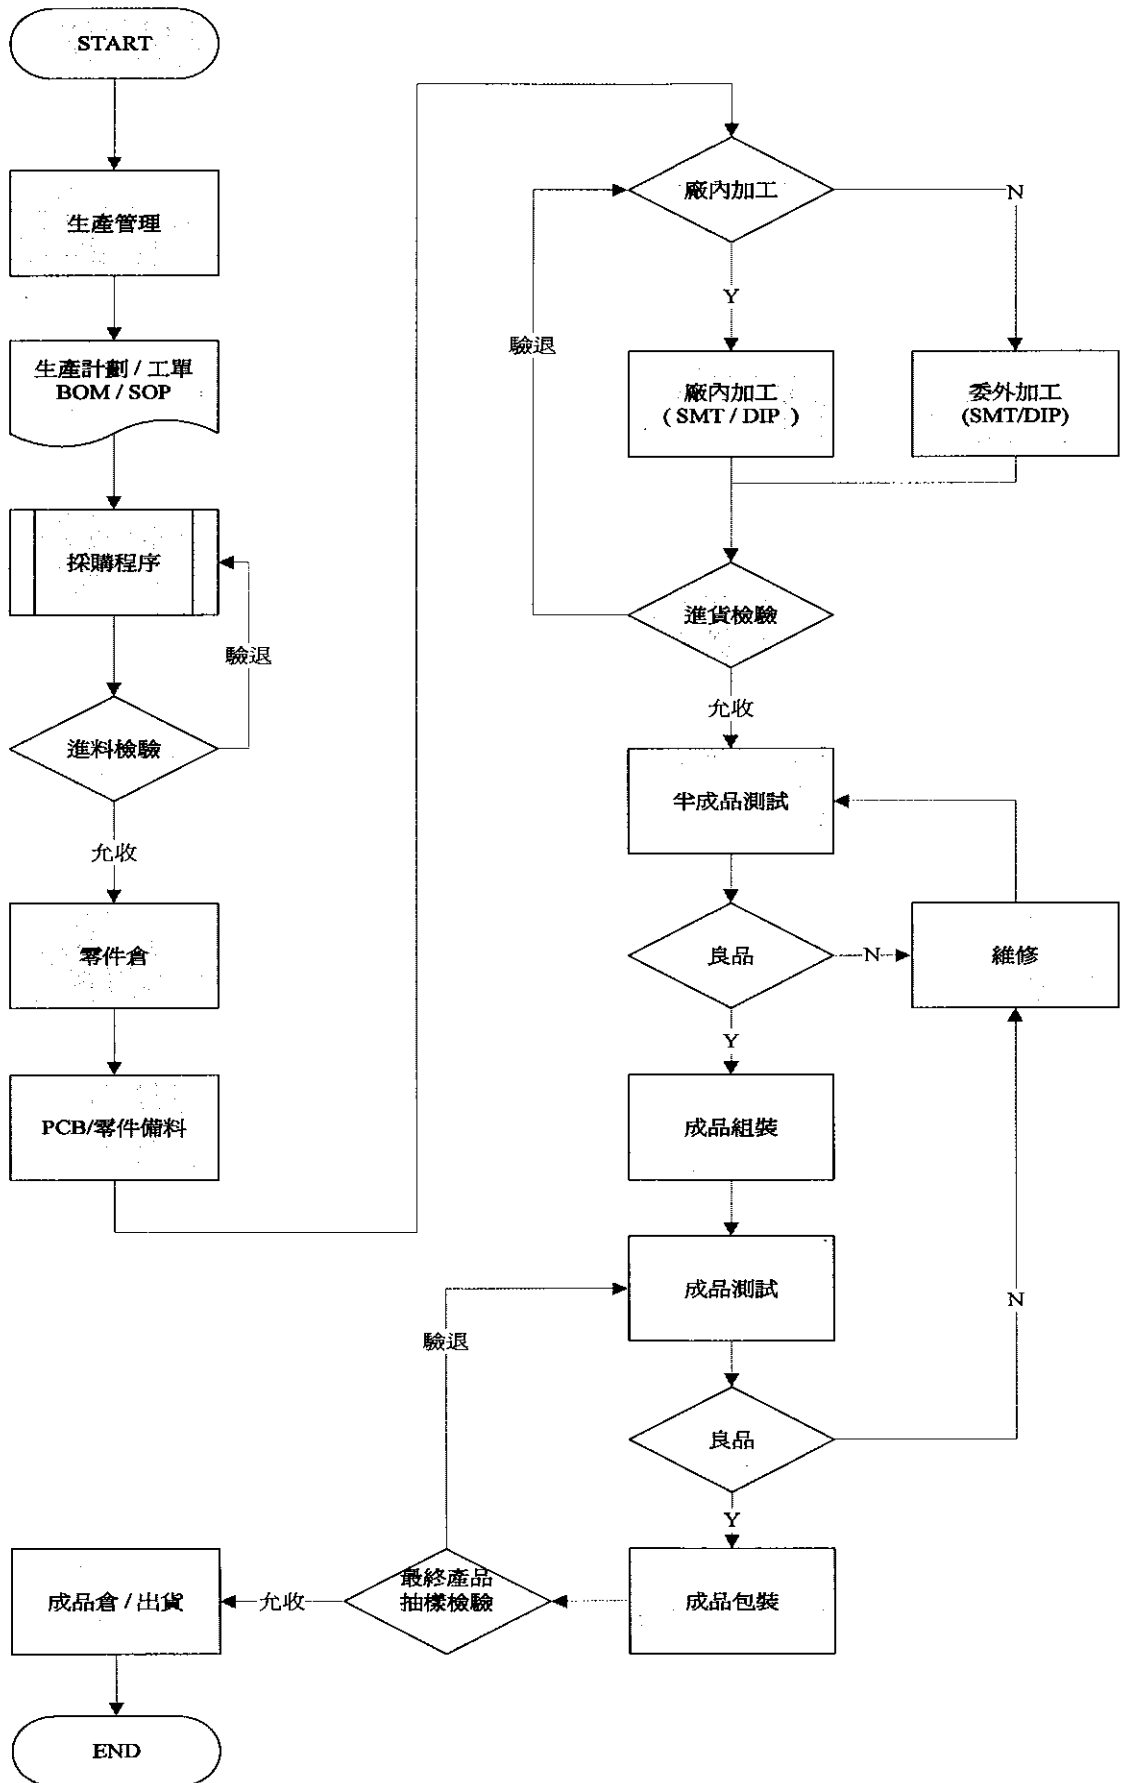 START
生產管理
生產計劃 / 工單
BOM / SOP
採購程序
驗退
進料檢驗
允收
零件倉
PCB/零件備料
廠內加工
N
Y
驗退
廠內加工
( SMT / DIP )
委外加工
(SMT/DIP)
進貨檢驗
允收
半成品測試
良品
N
維修
Y
成品組裝
成品測試
N
驗退
良品
Y
成品包裝
最終產品
抽樣檢驗
允收
成品倉 / 出貨
END